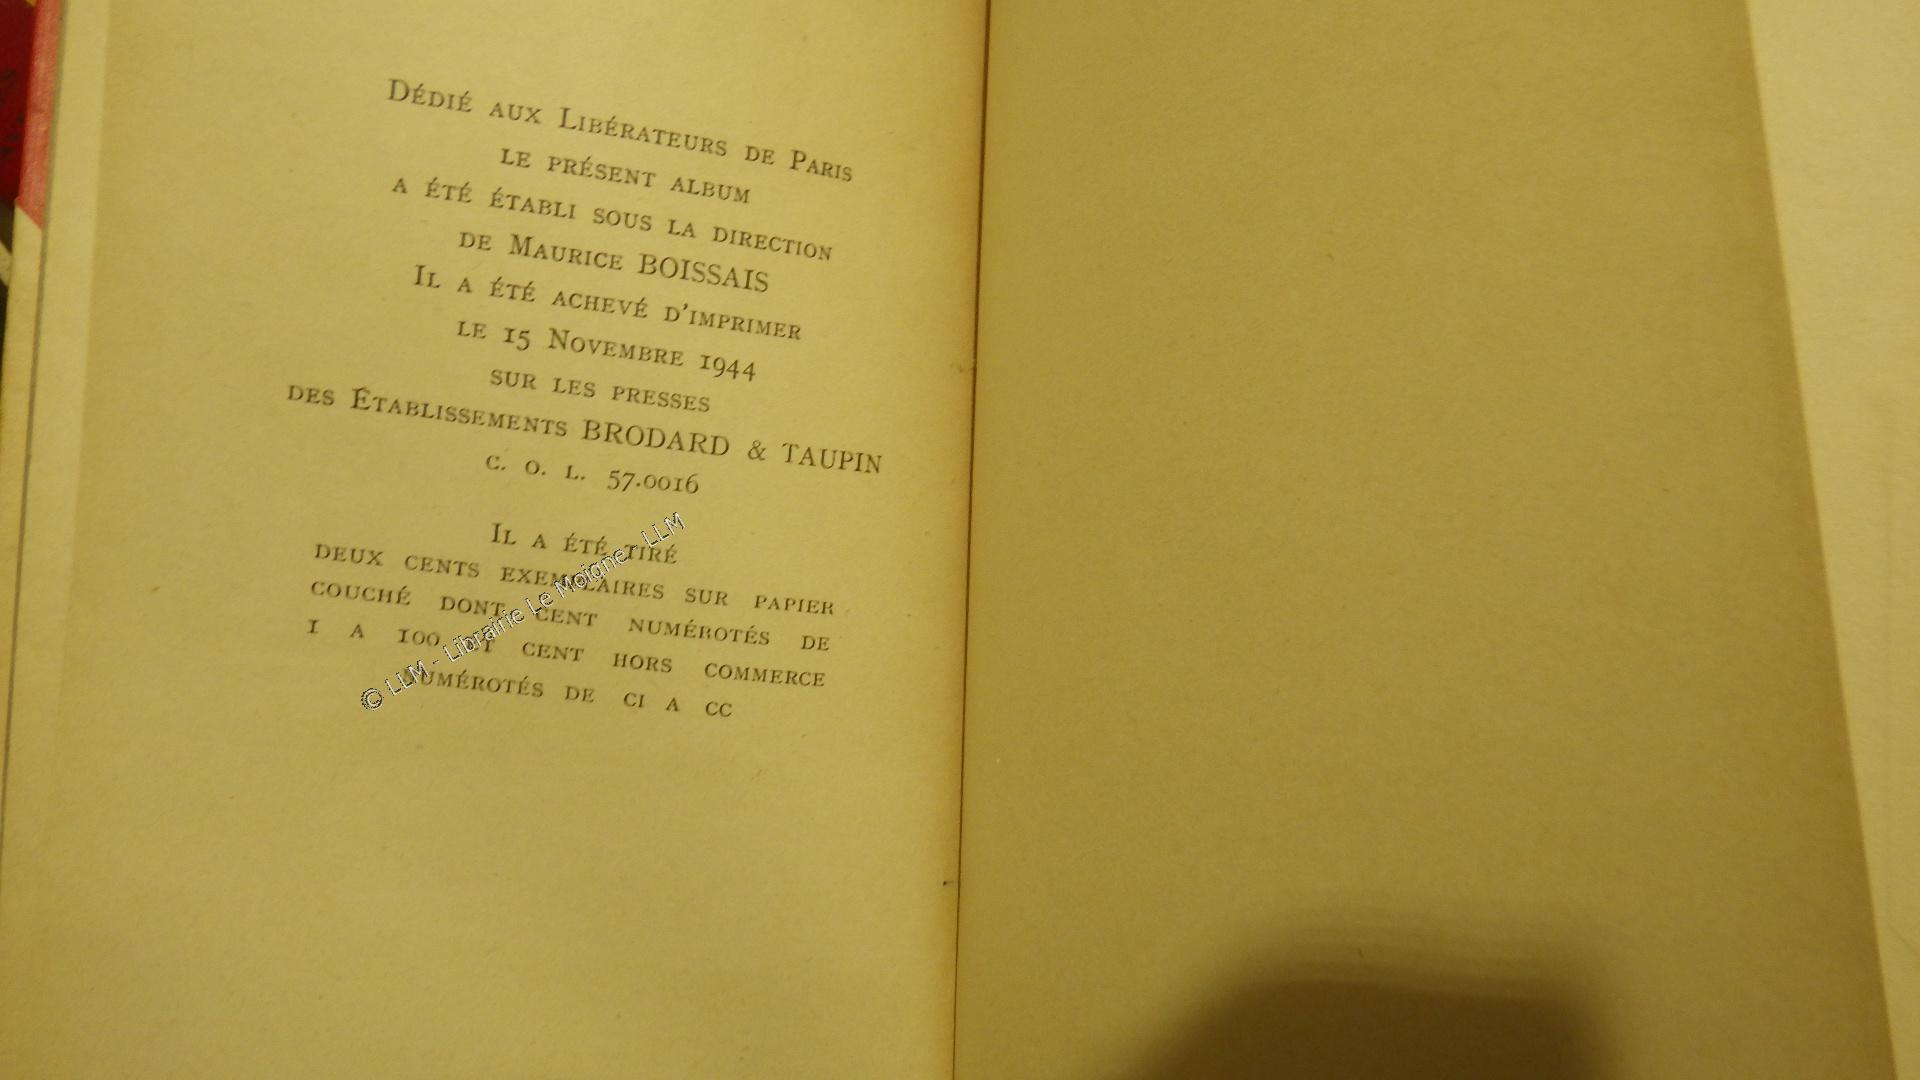 Dédié aux Libérateurs de Paris
le présent album
a été établi sous la direction
de Maurice BOISSAIS
Il a été achevé d'imprimer
le 15 Novembre 1944
sur les presses
des Établissements BRODARD & TAUPIN
c. o. l. 57.0016
Il a été tiré
deux cents exemplaires sur papier
couché dont cent numérotés de
1 a 100 et cent hors commerce
numérotés de ci a cc
© LLM - Librairie Le Moigne - LLM